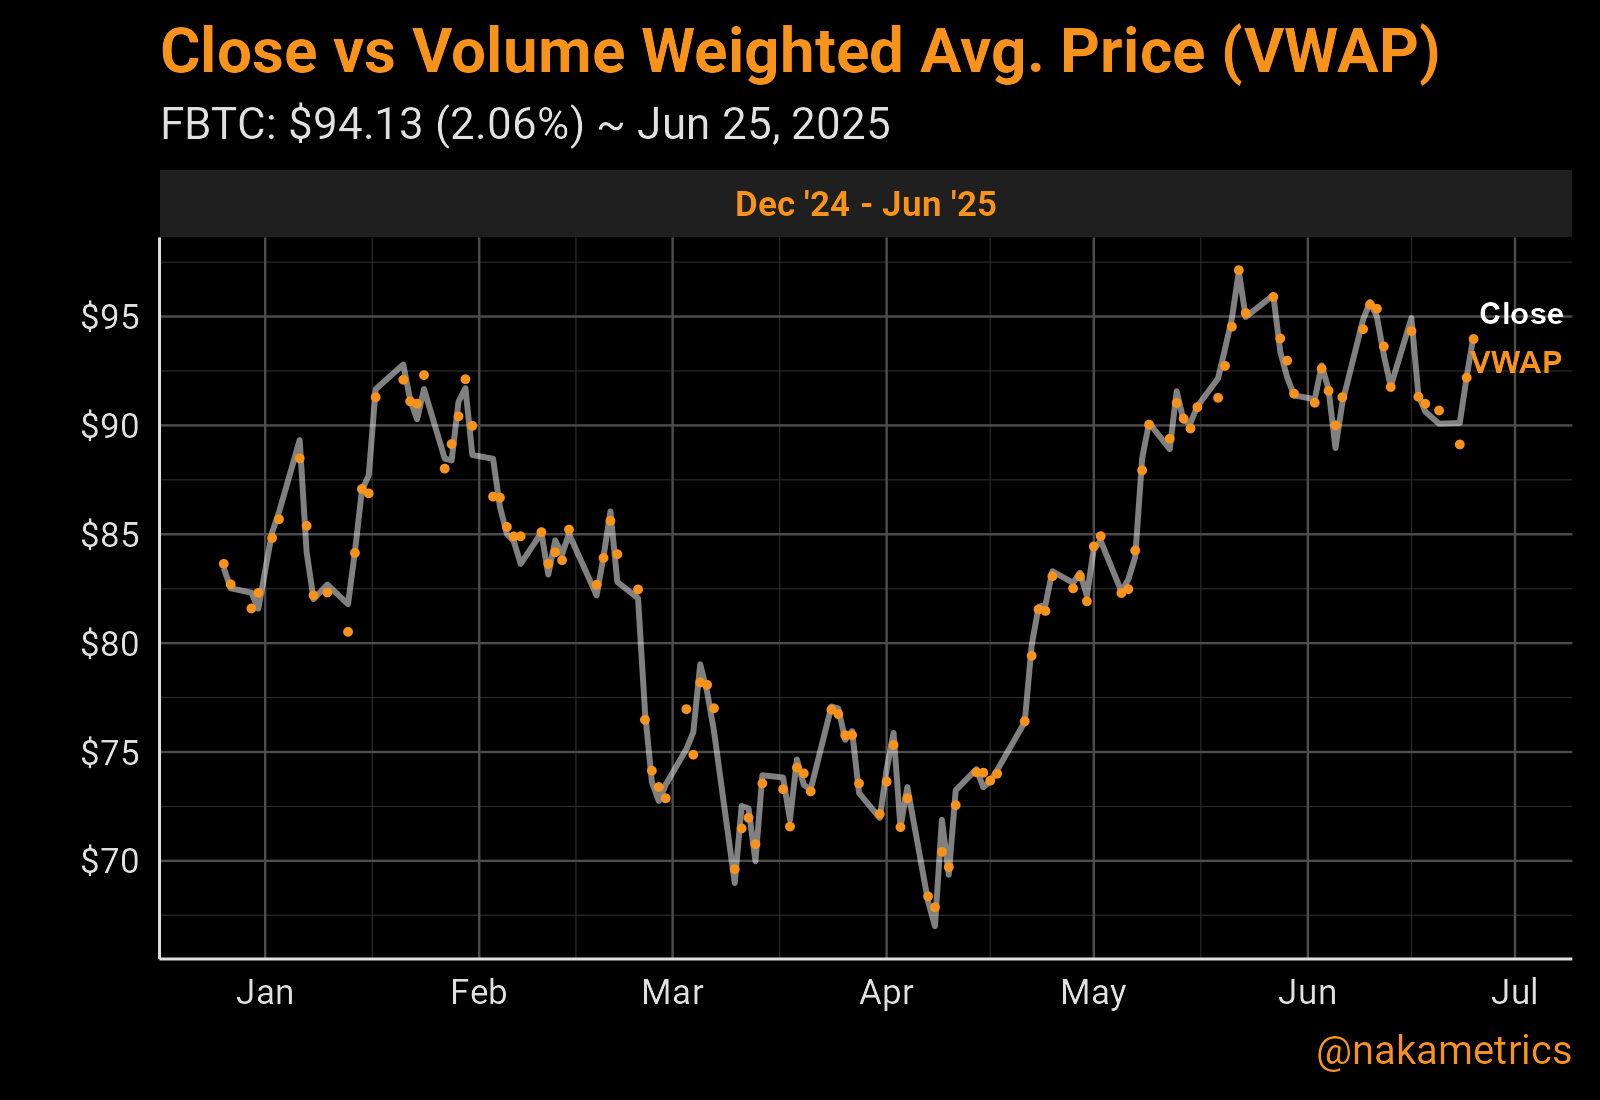 Close vs Volume Weighted Avg. Price (VWAP)
FBTC: $94.13 (2.06%) ~ Jun 25, 2025
Dec '24 - Jun '25
$95
$90
$85
$80
$75
$70
Close
VWAP
Jan Feb Mar Apr May Jun Jul
@nakametrics